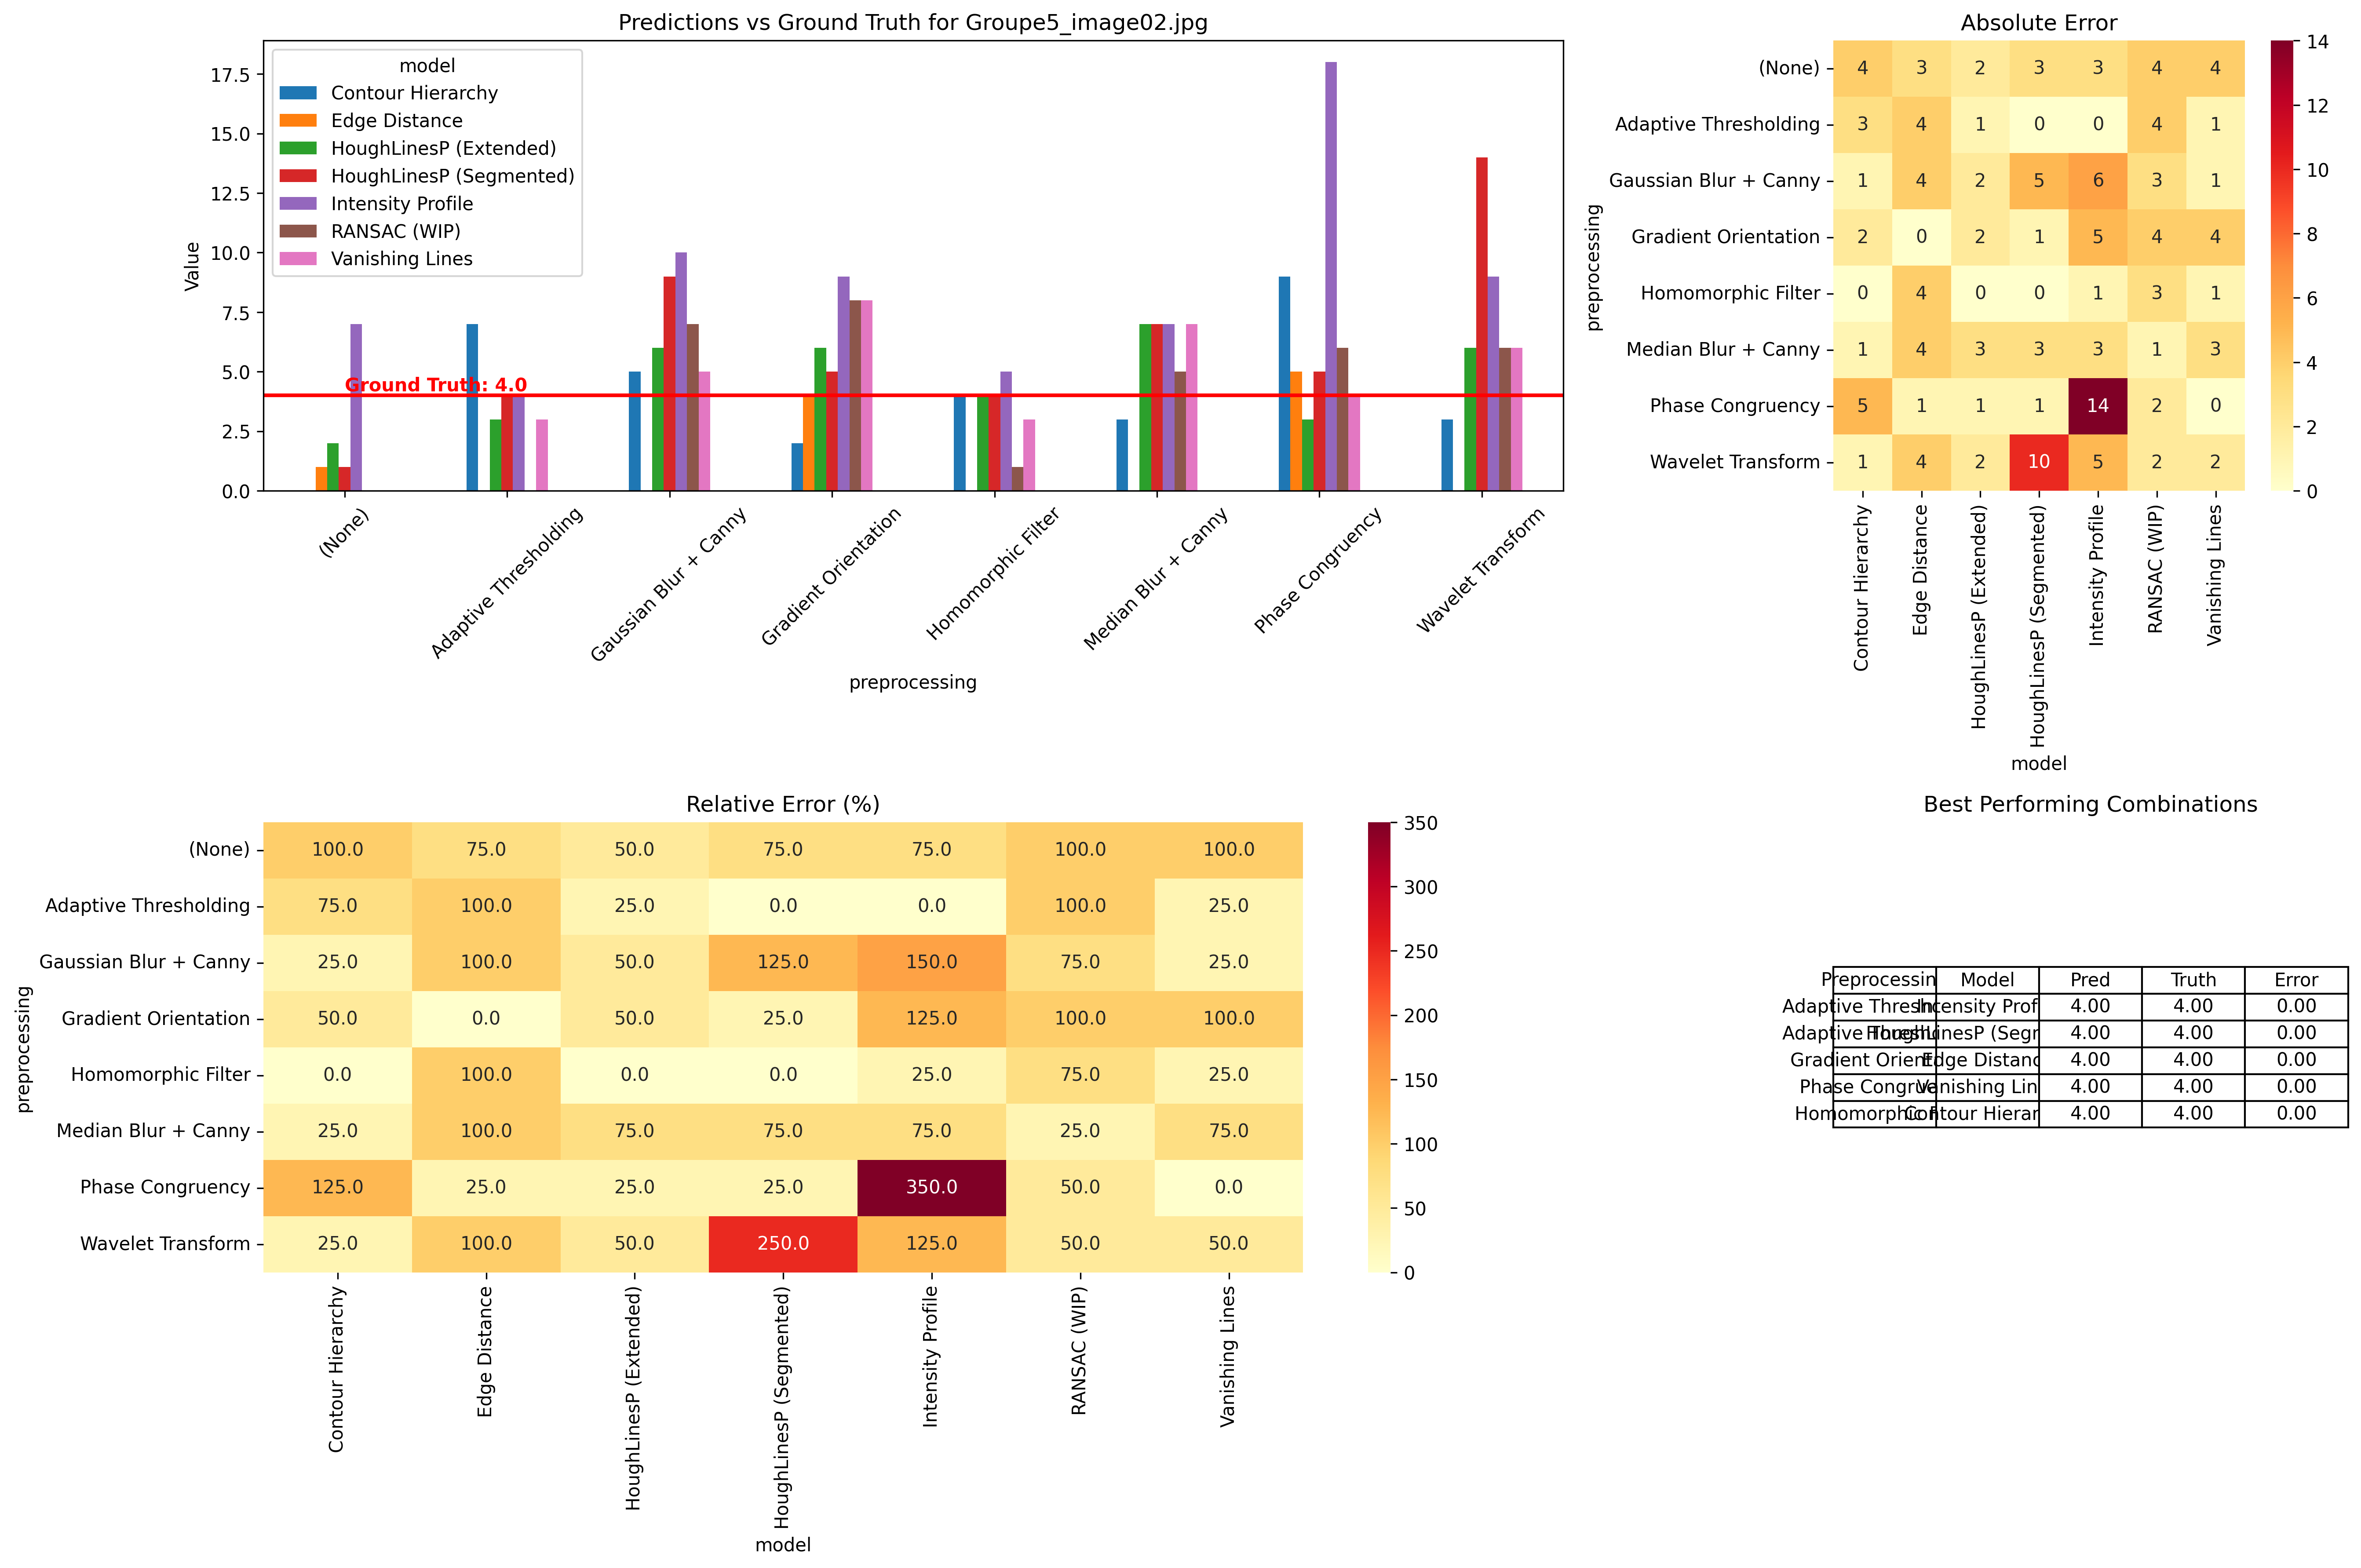 Predictions vs Ground Truth for Groupe5_image02.jpg
Value
17.5
15.0
12.5
10.0
7.5
5.0
2.5
0.0
model
Contour Hierarchy
Edge Distance
HoughLinesP (Extended)
HoughLinesP (Segmented)
Intensity Profile
RANSAC (WIP)
Vanishing Lines
Ground Truth: 4.0
(None)
Adaptive Thresholding
Gaussian Blur + Canny
Gradient Orientation
Homomorphic Filter
Median Blur + Canny
Phase Congruency
Wavelet Transform
preprocessing
Absolute Error
preprocessing
(None) 4 3 2 3 3 4 4
Adaptive Thresholding 3 4 1 0 0 4 1
Gaussian Blur + Canny 1 4 2 5 6 3 1
Gradient Orientation 2 0 2 1 5 4 4
Homomorphic Filter 0 4 0 0 1 3 1
Median Blur + Canny 1 4 3 3 3 1 3
Phase Congruency 5 1 1 1 14 2 0
Wavelet Transform 1 4 2 10 5 2 2
Contour Hierarchy
Edge Distance
HoughLinesP (Extended)
HoughLinesP (Segmented)
Intensity Profile
RANSAC (WIP)
Vanishing Lines
model
14
12
10
8
6
4
2
0
Relative Error (%)
preprocessing
(None) 100.0 75.0 50.0 75.0 75.0 100.0 100.0
Adaptive Thresholding 75.0 100.0 25.0 0.0 0.0 100.0 25.0
Gaussian Blur + Canny 25.0 100.0 50.0 125.0 150.0 75.0 25.0
Gradient Orientation 50.0 0.0 50.0 25.0 125.0 100.0 100.0
Homomorphic Filter 0.0 100.0 0.0 0.0 25.0 75.0 25.0
Median Blur + Canny 25.0 100.0 75.0 75.0 75.0 25.0 75.0
Phase Congruency 125.0 25.0 25.0 25.0 350.0 50.0 0.0
Wavelet Transform 25.0 100.0 50.0 250.0 125.0 50.0 50.0
Contour Hierarchy
Edge Distance
HoughLinesP (Extended)
HoughLinesP (Segmented)
Intensity Profile
RANSAC (WIP)
Vanishing Lines
model
350
300
250
200
150
100
50
0
Best Performing Combinations
Preprocessin Model Pred Truth Error
Adaptive Intensity Prof 4.00 4.00 0.00
Adaptive HoughLinesP (Segr 4.00 4.00 0.00
Gradient Edge Distanc 4.00 4.00 0.00
Phase Vanishing Lin 4.00 4.00 0.00
Homomorphic Contour Hierar 4.00 4.00 0.00